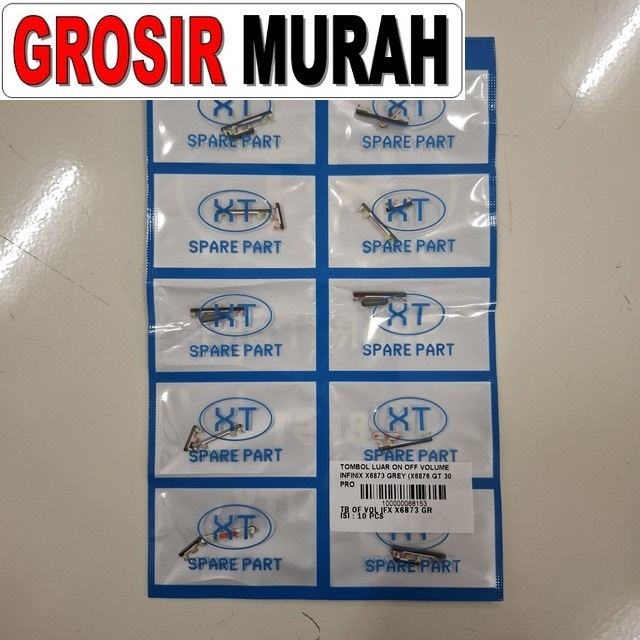 GROSIR MURAH
XT XT
SPARE PART SPARE PART
XT XT
SPARE PART SPARE PART
XT XT
SPARE PART SPARE PART
XT XT
SPARE PART SPARE PART
TOMBOL LUAR ON OFF VOLUME
INFINIX X6873 GREY (X6876 GT 30
PRO
100000068153
TB OF VOL IFX X6873 GR
ISI : 10 PCS
XT
SPARE PART SPARE PART